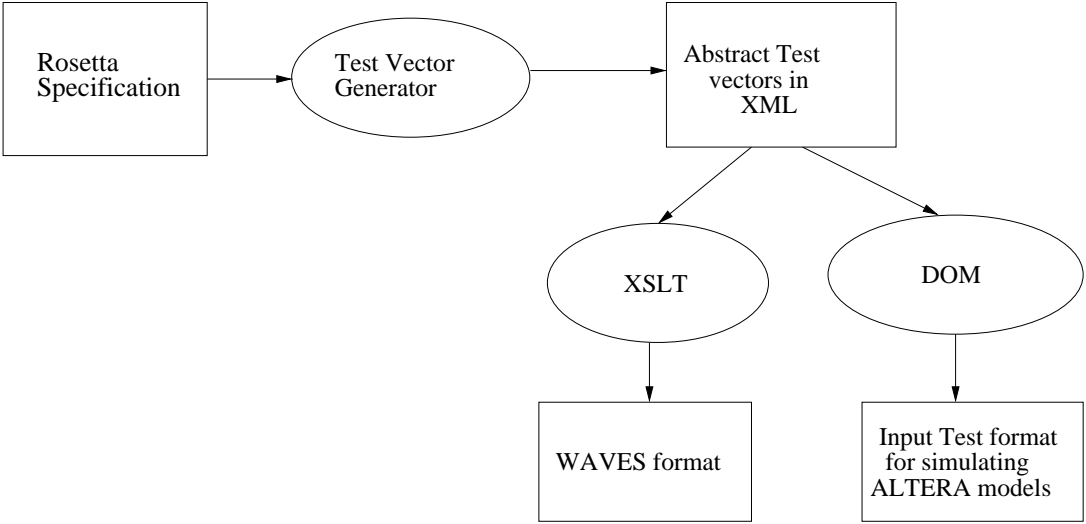 Rosetta
Specification
Test Vector
Generator
Abstract Test
vectors in
XML
XSLT
DOM
WAVES format
Input Test format
for simulating
ALTERA models